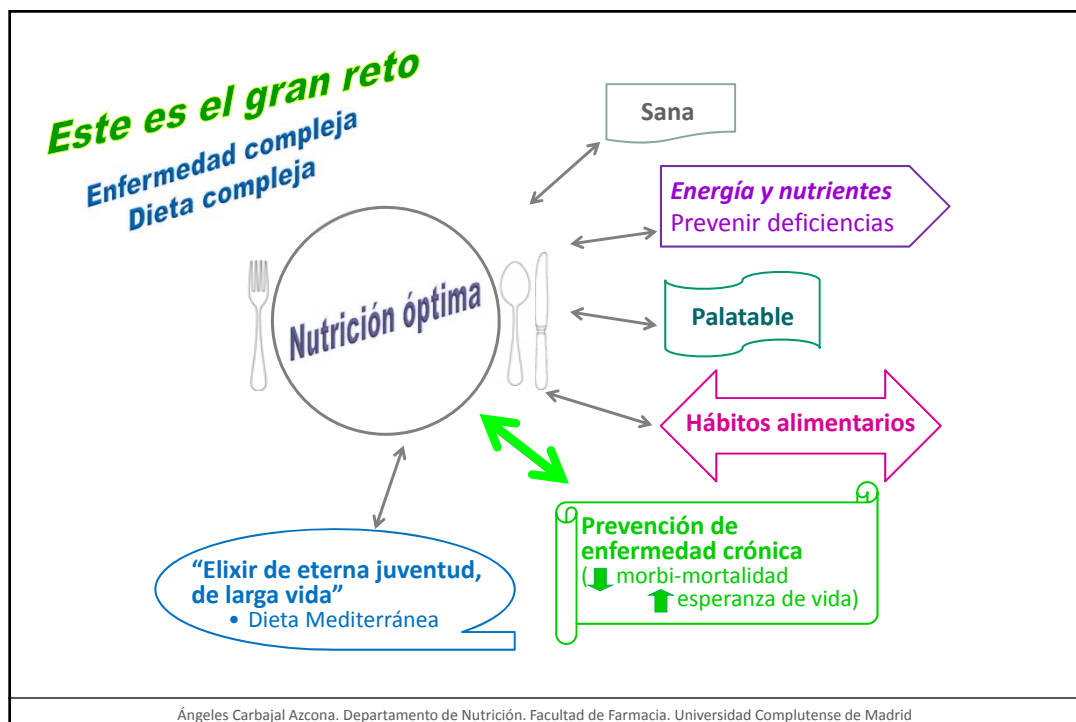 Este es el gran reto
Enfermedad compleja
Dieta compleja
Nutrición óptima
Sana
Energía y nutrientes
Prevenir deficiencias
Palatable
Hábitos alimentarios
Prevención de
enfermedad crónica
(⬇ morbi-mortalidad
⬆ esperanza de vida)
“Elixir de eterna juventud,
de larga vida”
• Dieta Mediterránea
Ángeles Carbajal Azcona. Departamento de Nutrición. Facultad de Farmacia. Universidad Complutense de Madrid